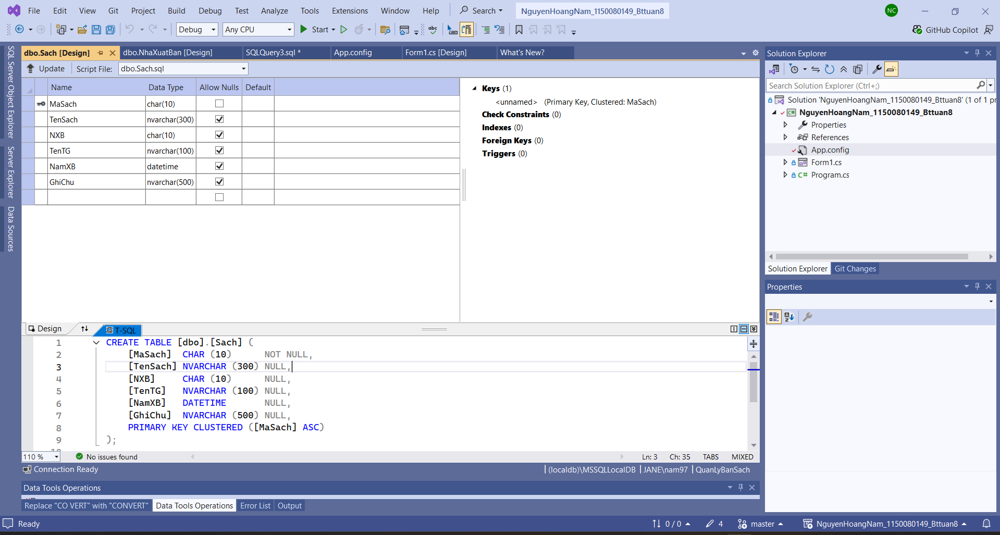 File Edit View Git Project Build Debug Test Analyze Tools Extensions Window Help Search NguyenHoangNam_1150080149_Bttuan8 NC
Debug Any CPU Start GitHub Copilot
SQL Server Object Explorer
Server Explorer
Data Sources
dbo.Sach [Design] dbo.NhaXuatBan [Design] SQLQuery3.sql * App.config Form1.cs [Design] What's New?
Update Script File: dbo.Sach.sql
Name Data Type Allow Nulls Default
MaSach char(10)
TenSach nvarchar(300)
NXB char(10)
TenTG nvarchar(100)
NamXB datetime
GhiChu nvarchar(500)
Keys (1)
<unnamed> (Primary Key, Clustered: MaSach)
Check Constraints (0)
Indexes (0)
Foreign Keys (0)
Triggers (0)
Design T-SQL
1 CREATE TABLE [dbo].[Sach] (
2 [MaSach] CHAR (10) NOT NULL,
3 [TenSach] NVARCHAR (300) NULL,
4 [NXB] CHAR (10) NULL,
5 [TenTG] NVARCHAR (100) NULL,
6 [NamXB] DATETIME NULL,
7 [GhiChu] NVARCHAR (500) NULL,
8 PRIMARY KEY CLUSTERED ([MaSach] ASC)
9 );
110 % No issues found Ln: 3 Ch: 35 TABS MIXED
Connection Ready (localdb)\MSSQLLocalDB JANE\nam97 QuanLyBanSach
Data Tools Operations
Replace "CO VERT" with "CONVERT" Data Tools Operations Error List Output
Solution Explorer
Search Solution Explorer (Ctrl+;)
Solution 'NguyenHoangNam_1150080149_Bttuan8' (1 of 1 pr
NguyenHoangNam_1150080149_Bttuan8
Properties
References
App.config
Form1.cs
C# Program.cs
Solution Explorer Git Changes
Properties
Ready 0 / 0 4 master NguyenHoangNam_1150080149_Bttuan8